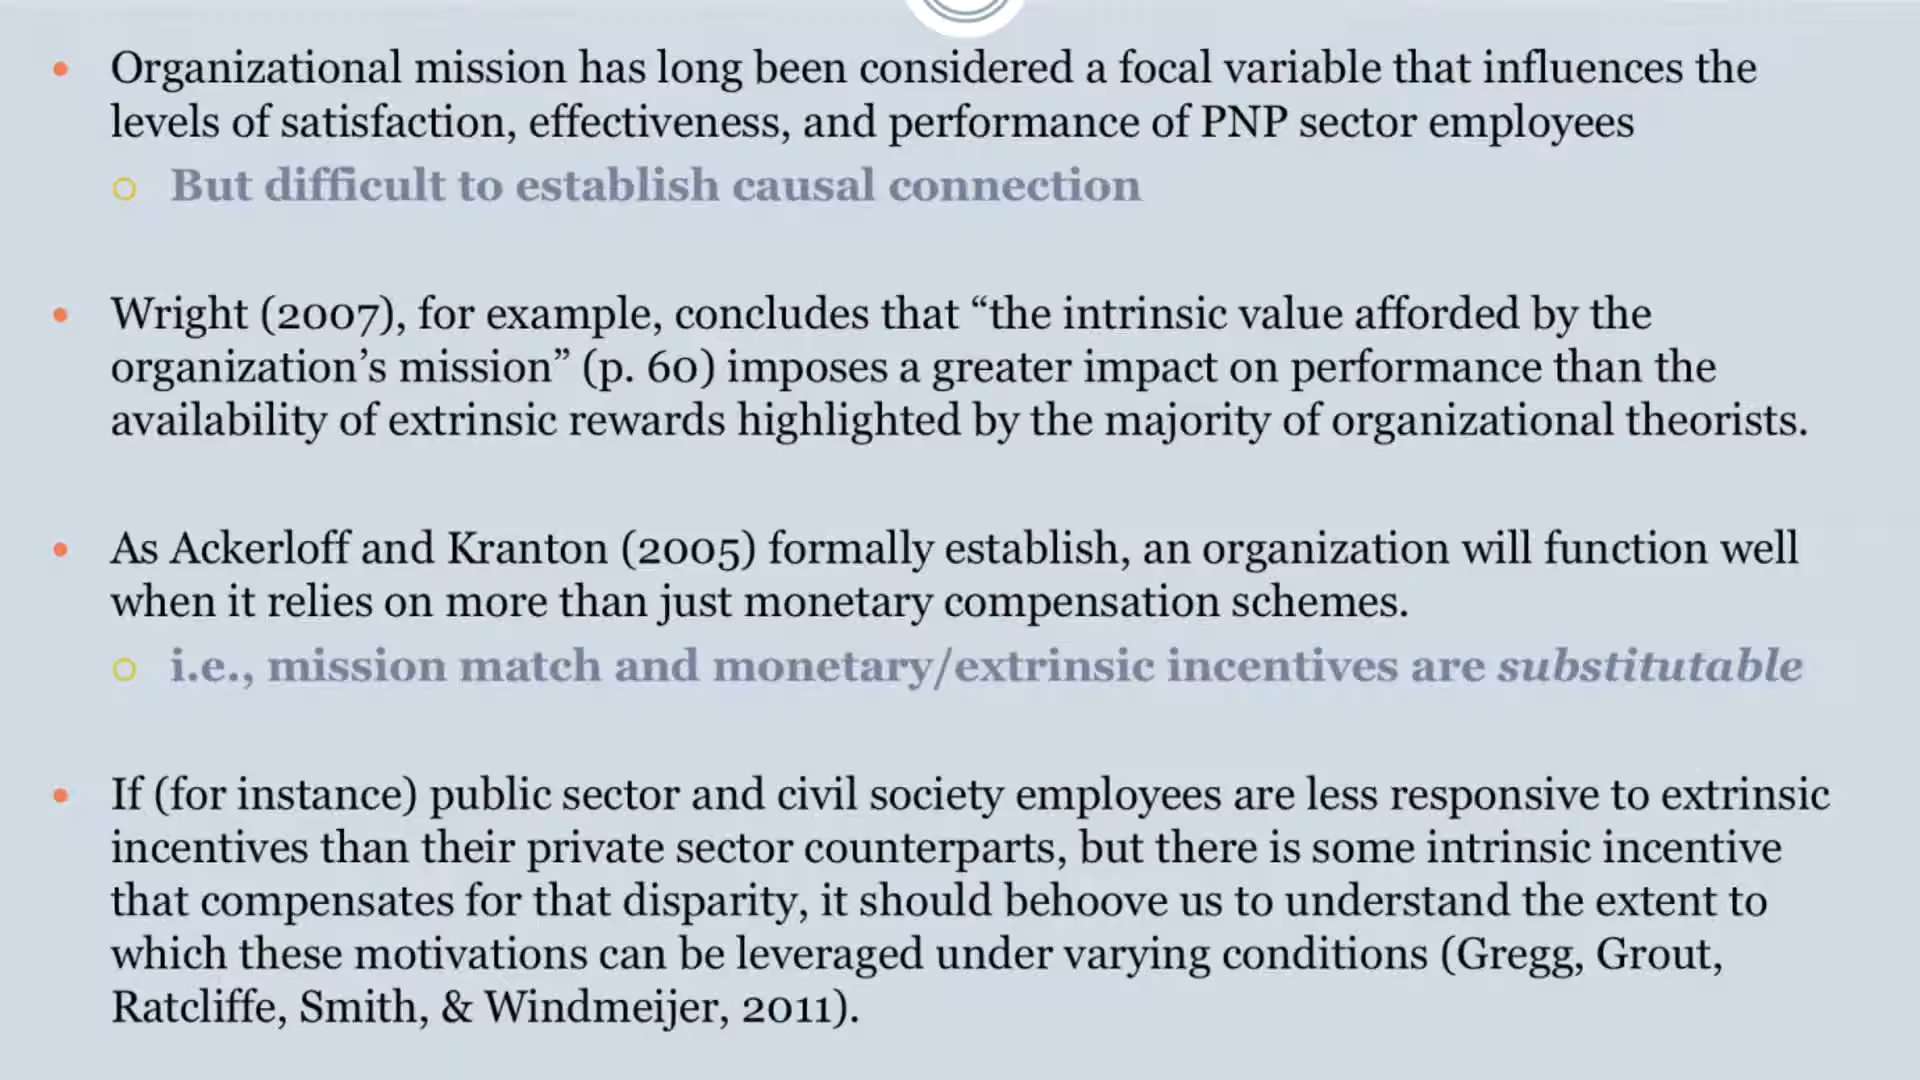 • Organizational mission has long been considered a focal variable that influences the
levels of satisfaction, effectiveness, and performance of PNP sector employees
○ But difficult to establish causal connection
• Wright (2007), for example, concludes that “the intrinsic value afforded by the
organization’s mission” (p. 60) imposes a greater impact on performance than the
availability of extrinsic rewards highlighted by the majority of organizational theorists.
• As Ackerloff and Kranton (2005) formally establish, an organization will function well
when it relies on more than just monetary compensation schemes.
○ i.e., mission match and monetary/extrinsic incentives are substitutable
• If (for instance) public sector and civil society employees are less responsive to extrinsic
incentives than their private sector counterparts, but there is some intrinsic incentive
that compensates for that disparity, it should behoove us to understand the extent to
which these motivations can be leveraged under varying conditions (Gregg, Grout,
Ratcliffe, Smith, & Windmeijer, 2011).